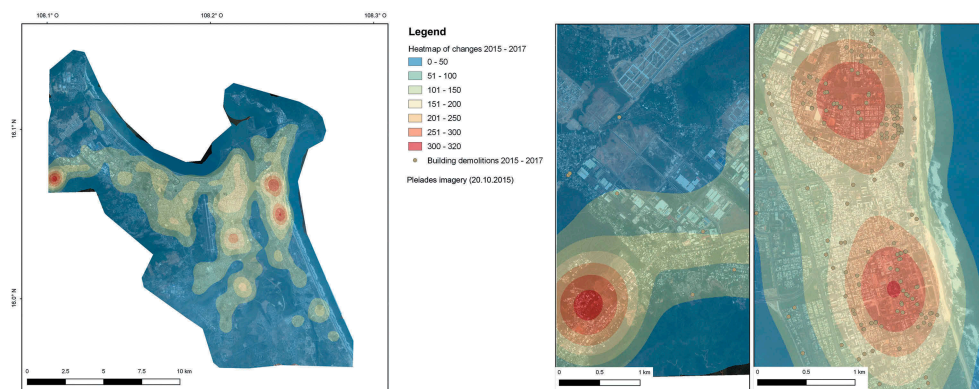 108.1° O
108.2° O
108.3° O
16.1° N
16.0° N
0 2.5 5 7.5 10 km
Legend
Heatmap of changes 2015 - 2017
0 - 50
51 - 100
101 - 150
151 - 200
201 - 250
251 - 300
300 - 320
Building demolitions 2015 - 2017
Pleiades imagery (20.10.2015)
0 0.5 1 km
0 0.5 1 km